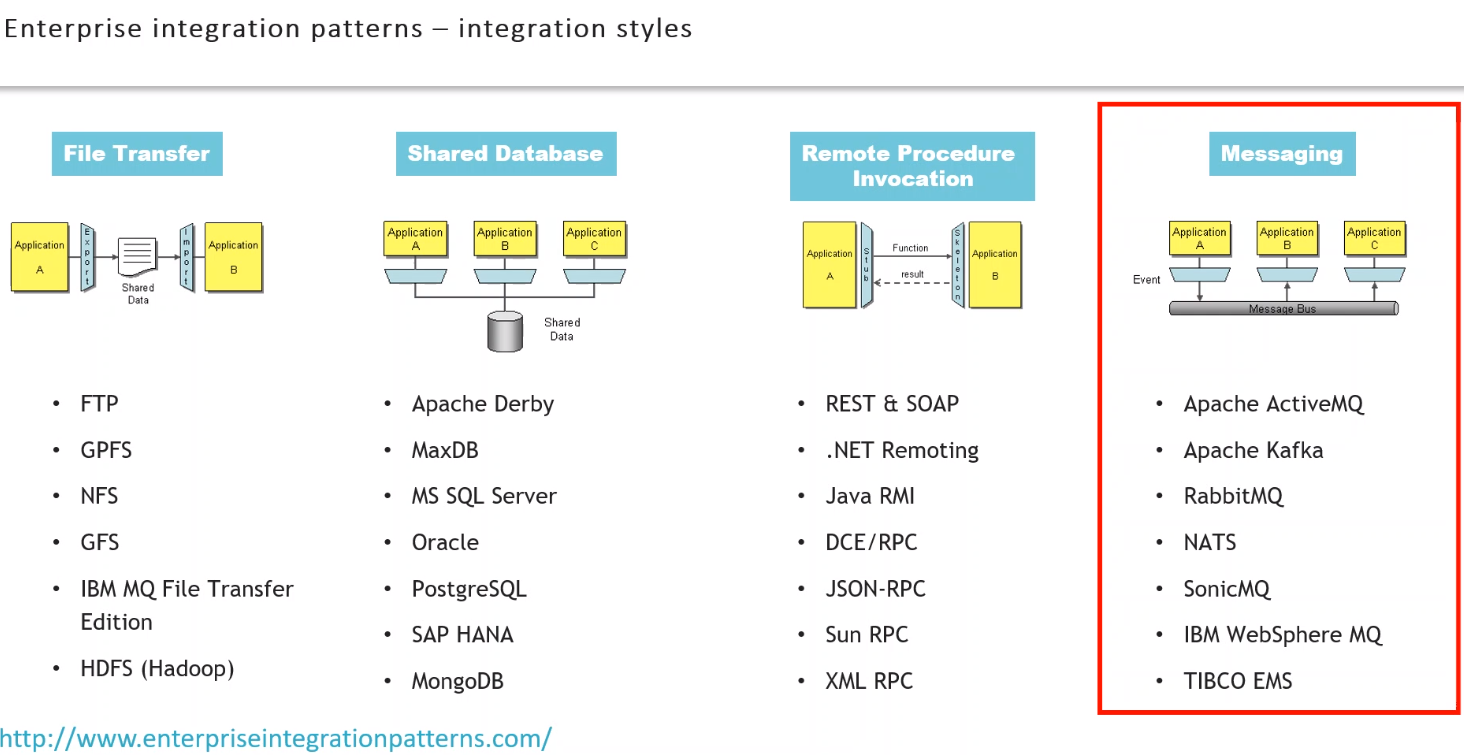 Enterprise integration patterns – integration styles
File Transfer
Application
A
Export
Shared
Data
Import
Application
B
• FTP
• GPFS
• NFS
• GFS
• IBM MQ File Transfer
Edition
• HDFS (Hadoop)
Shared Database
Application
A
Application
B
Application
C
Shared
Data
• Apache Derby
• MaxDB
• MS SQL Server
• Oracle
• PostgreSQL
• SAP HANA
• MongoDB
Remote Procedure
Invocation
Application
A
Stub
Function
result
Skeleton
Application
B
• REST & SOAP
• .NET Remoting
• Java RMI
• DCE/RPC
• JSON-RPC
• Sun RPC
• XML RPC
Messaging
Application
A
Application
B
Application
C
Event
Message Bus
• Apache ActiveMQ
• Apache Kafka
• RabbitMQ
• NATS
• SonicMQ
• IBM WebSphere MQ
• TIBCO EMS
http://www.enterpriseintegrationpatterns.com/